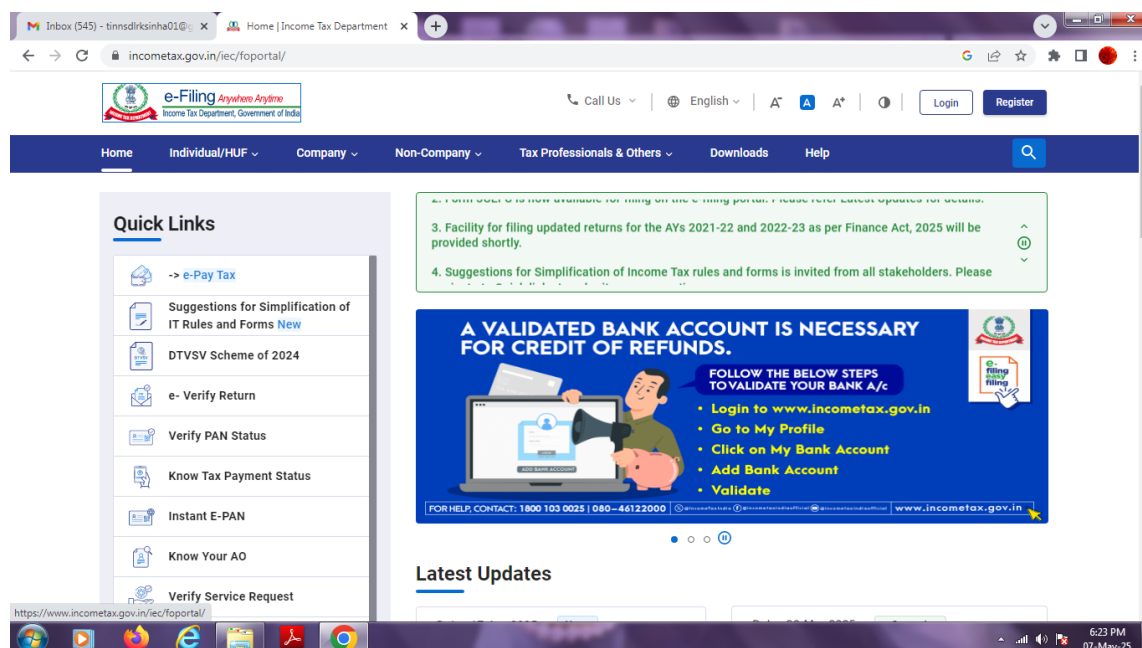 Inbox (545) - tinnsdlrksinha01@g
Home | Income Tax Department
incometax.gov.in/iec/foportal/
e-Filing Anywhere Anytime
Income Tax Department, Government of India
Call Us
English
A-
A
A+
Login
Register
Home
Individual/HUF
Company
Non-Company
Tax Professionals & Others
Downloads
Help
Quick Links
-> e-Pay Tax
Suggestions for Simplification of
IT Rules and Forms New
DTVSV Scheme of 2024
e- Verify Return
Verify PAN Status
Know Tax Payment Status
Instant E-PAN
Know Your AO
Verify Service Request
3. Facility for filing updated returns for the AYs 2021-22 and 2022-23 as per Finance Act, 2025 will be
provided shortly.
4. Suggestions for Simplification of Income Tax rules and forms is invited from all stakeholders. Please
A VALIDATED BANK ACCOUNT IS NECESSARY
FOR CREDIT OF REFUNDS.
FOLLOW THE BELOW STEPS
TO VALIDATE YOUR BANK A/c
• Login to www.incometax.gov.in
• Go to My Profile
• Click on My Bank Account
• Add Bank Account
• Validate
ADD BANK ACCOUNT
e-
filing
easy
filing
FOR HELP, CONTACT: 1800 103 0025 | 080-46122000
www.incometax.gov.in
Latest Updates
https://www.incometax.gov.in/iec/foportal/
6:23 PM
07-May-25